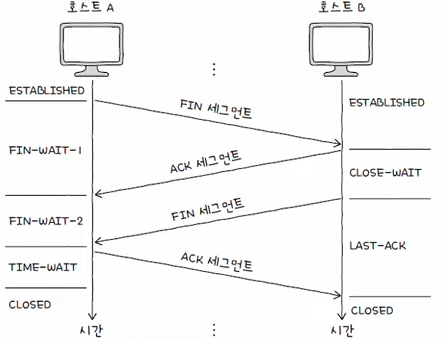 호스트 A
호스트 B
ESTABLISHED
ESTABLISHED
FIN 세그먼트
FIN-WAIT-1
ACK 세그먼트
CLOSE-WAIT
FIN 세그먼트
FIN-WAIT-2
LAST-ACK
TIME-WAIT
ACK 세그먼트
CLOSED
CLOSED
시간
시간